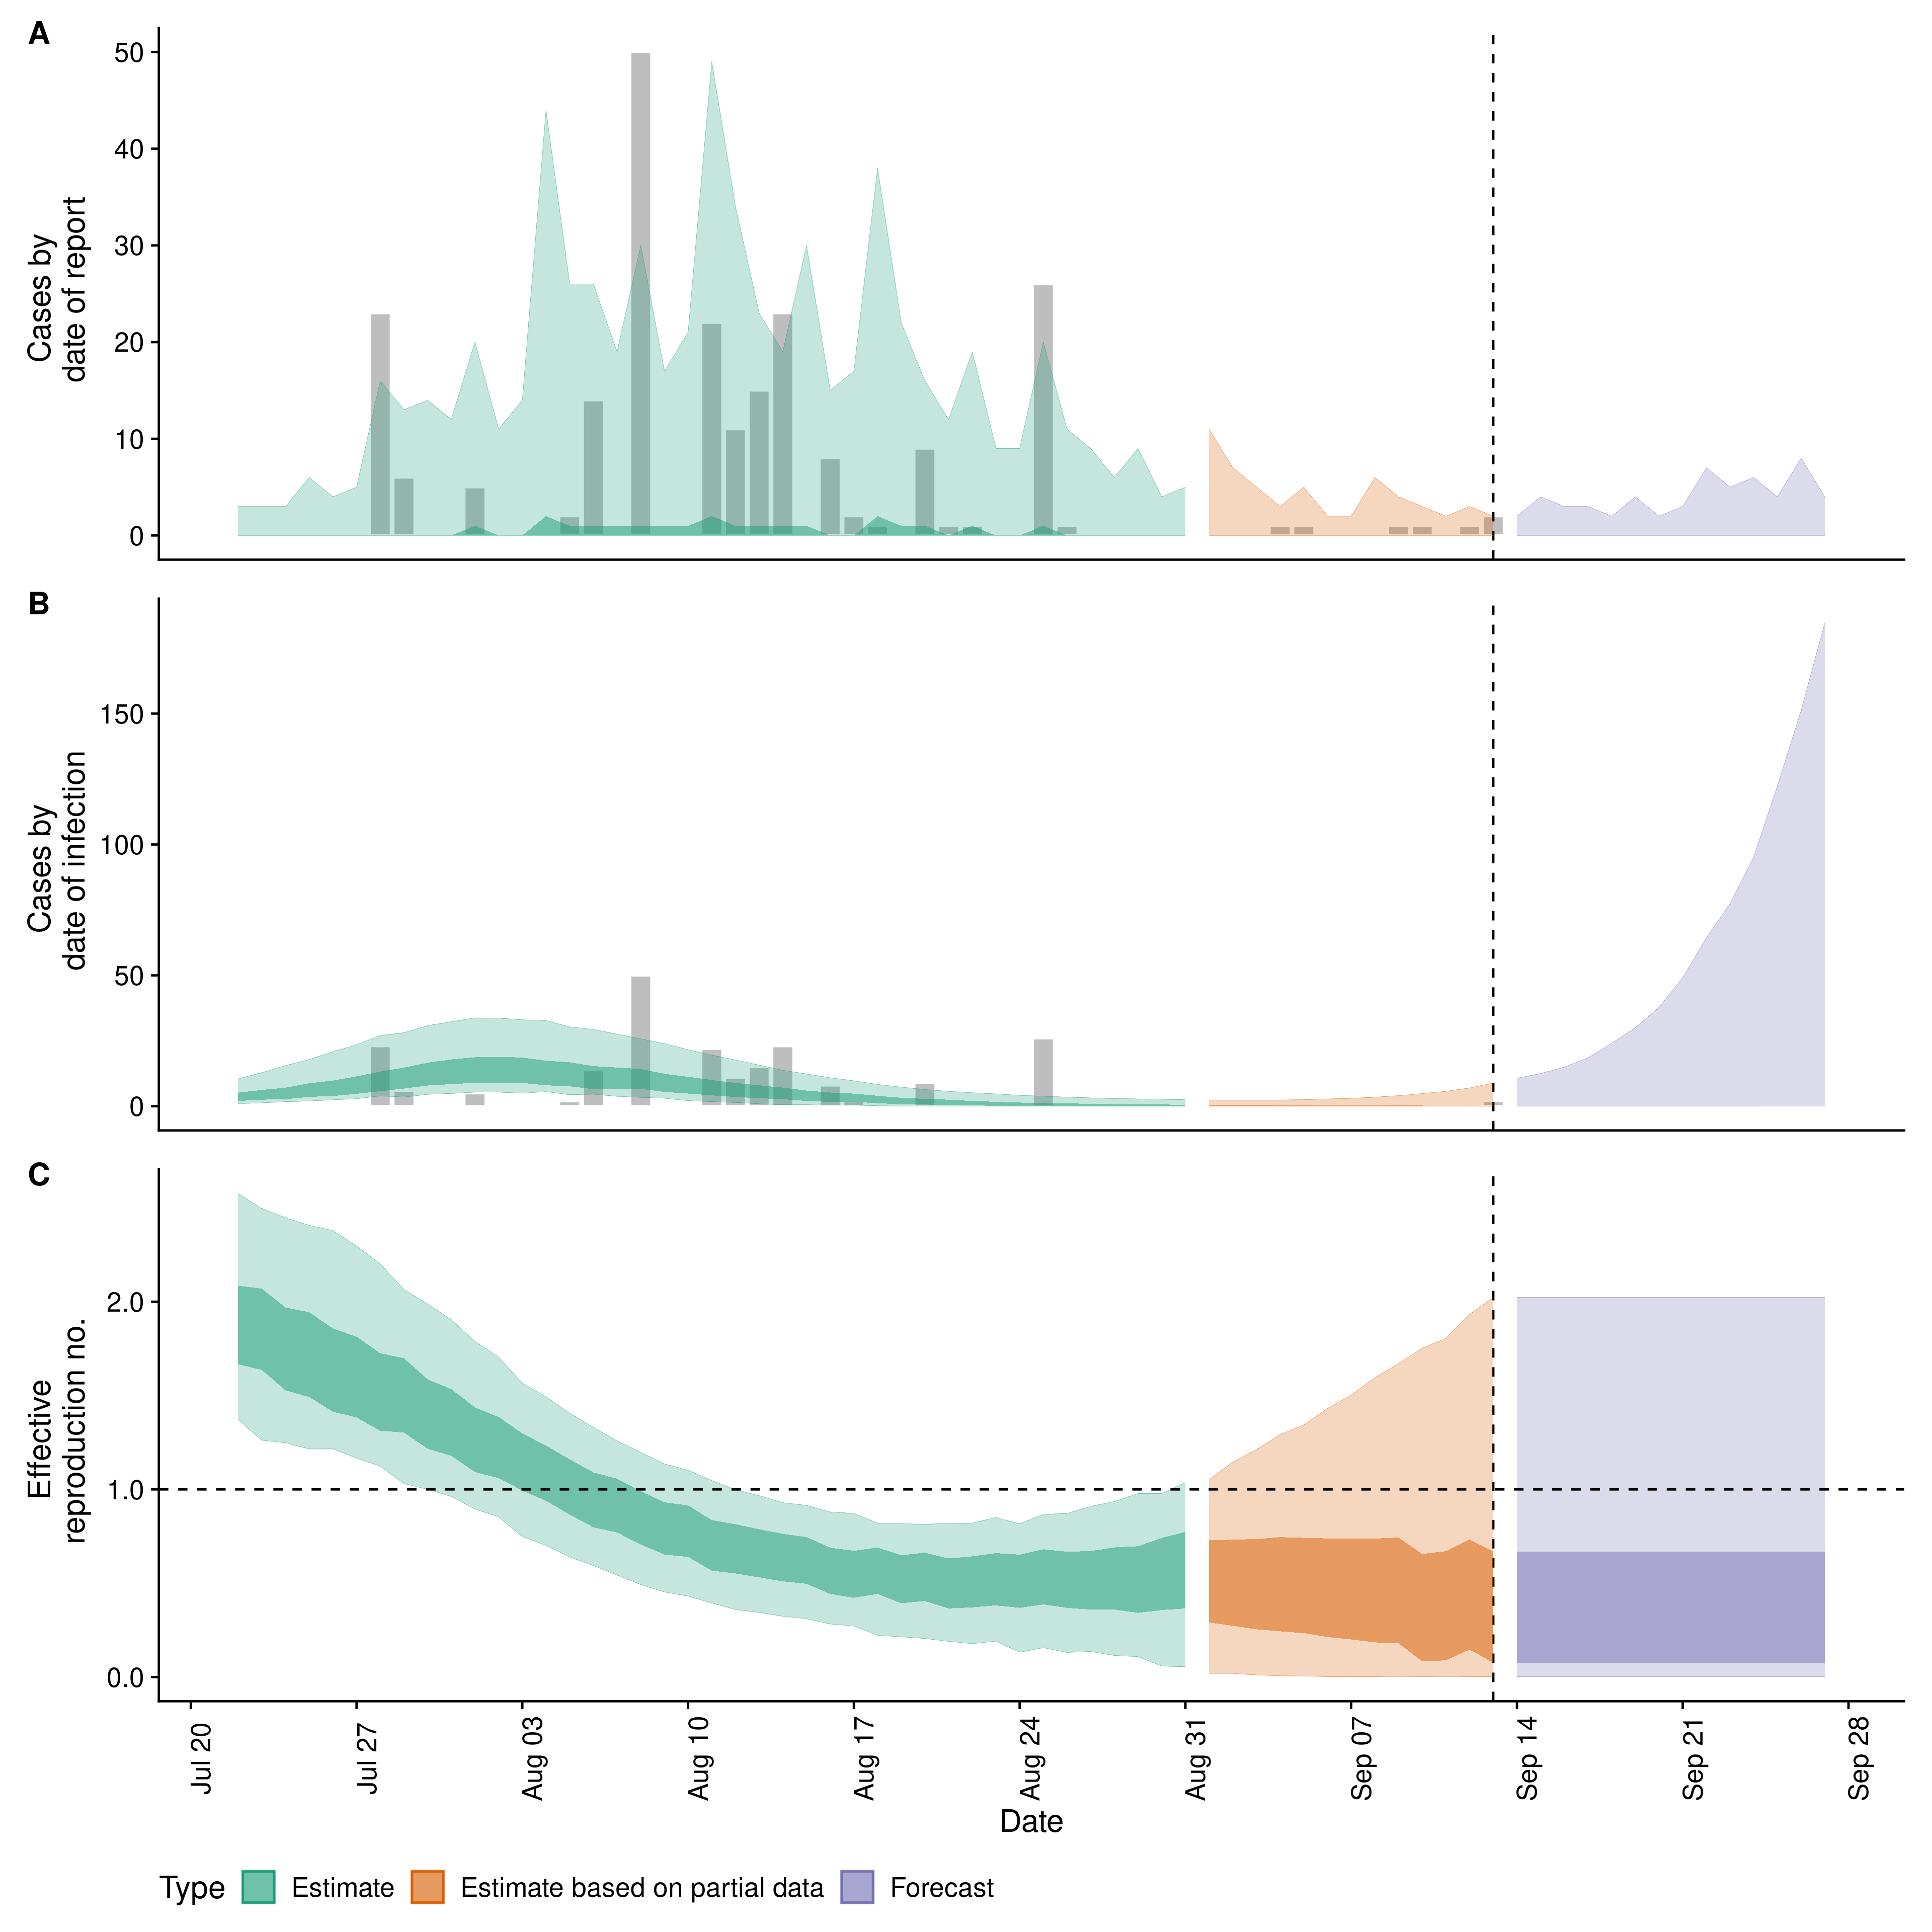 A
50
40
30
20
10
0
Cases by
date of report
B
150
100
50
0
Cases by
date of infection
C
2.0
1.0
0.0
Effective
reproduction no.
Jul 20
Jul 27
Aug 03
Aug 10
Aug 17
Aug 24
Aug 31
Sep 07
Sep 14
Sep 21
Sep 28
Date
Type Estimate Estimate based on partial data Forecast